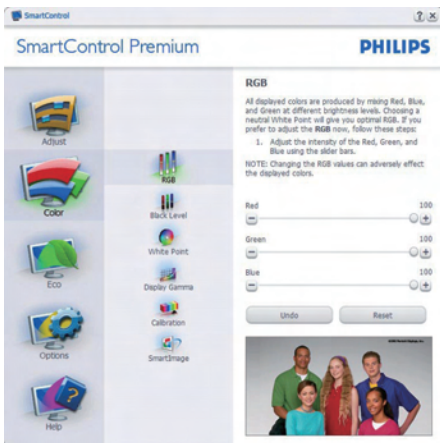 SmartControl
SmartControl Premium
PHILIPS
Adjust
Color
Eco
Options
Help
RGB
Black Level
White Point
Display Gamma
Calibration
SmartImage
RGB
All displayed colors are produced by mixing Red, Blue,
and Green at different brightness levels. Choosing a
neutral White Point will give you optimal RGB. If you
prefer to adjust the RGB now, follow these steps:
1. Adjust the intensity of the Red, Green, and
Blue using the slider bars.
NOTE: Changing the RGB values can adversely effect
the displayed colors.
Red 100
Green 100
Blue 100
Undo Reset